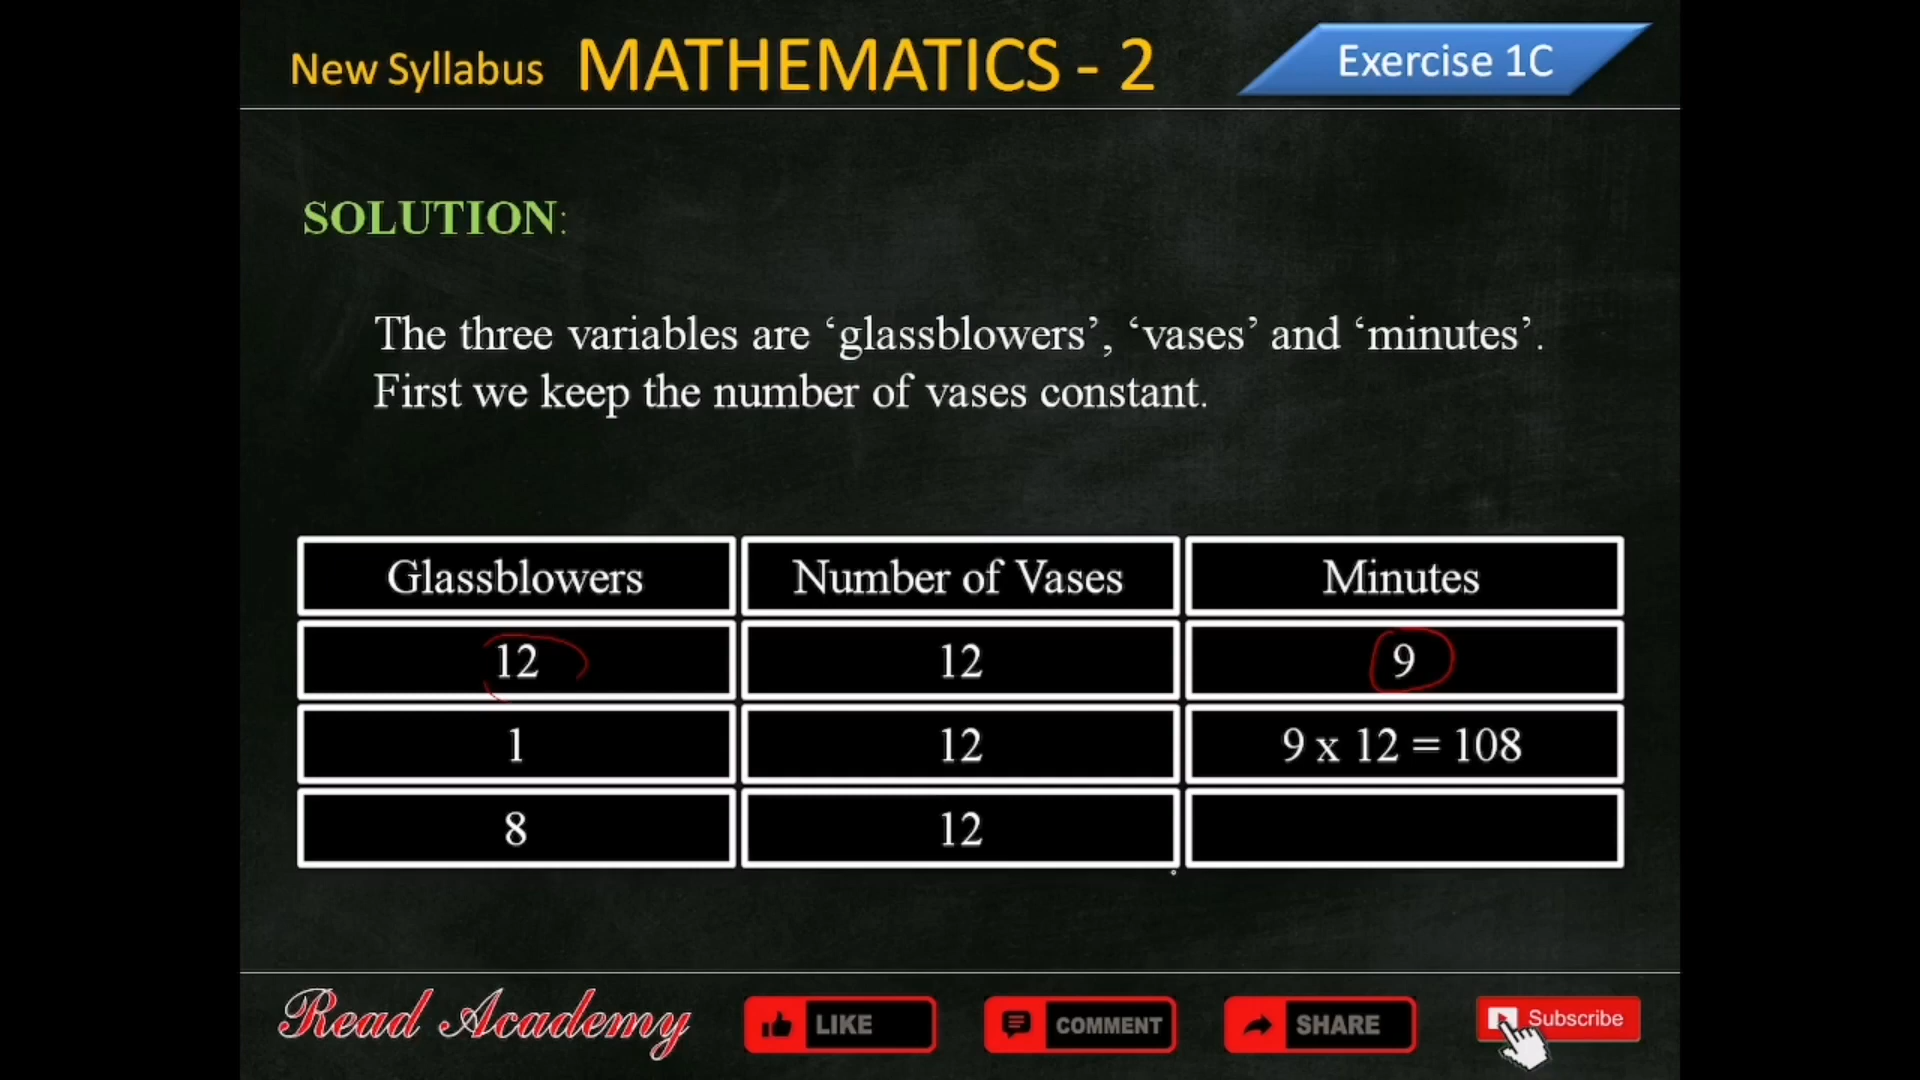 New Syllabus MATHEMATICS - 2 Exercise 1C
SOLUTION:
The three variables are ‘glassblowers’, ‘vases’ and ‘minutes’.
First we keep the number of vases constant.
Glassblowers Number of Vases Minutes
12 12 9
1 12 9 x 12 = 108
8 12
Read Academy LIKE COMMENT SHARE Subscribe